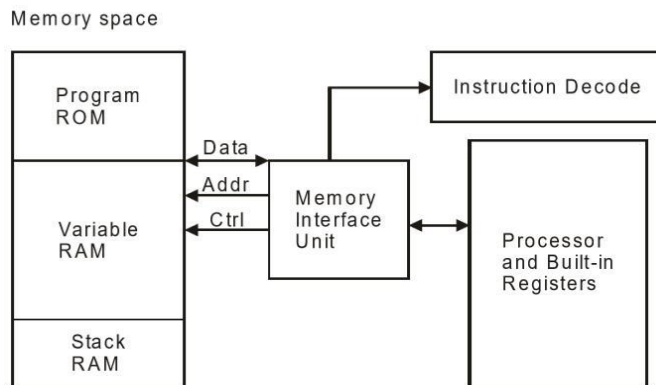 Memory space
Program
ROM
Variable
RAM
Stack
RAM
Data
Addr
Ctrl
Memory
Interface
Unit
Instruction Decode
Processor
and Built-in
Registers